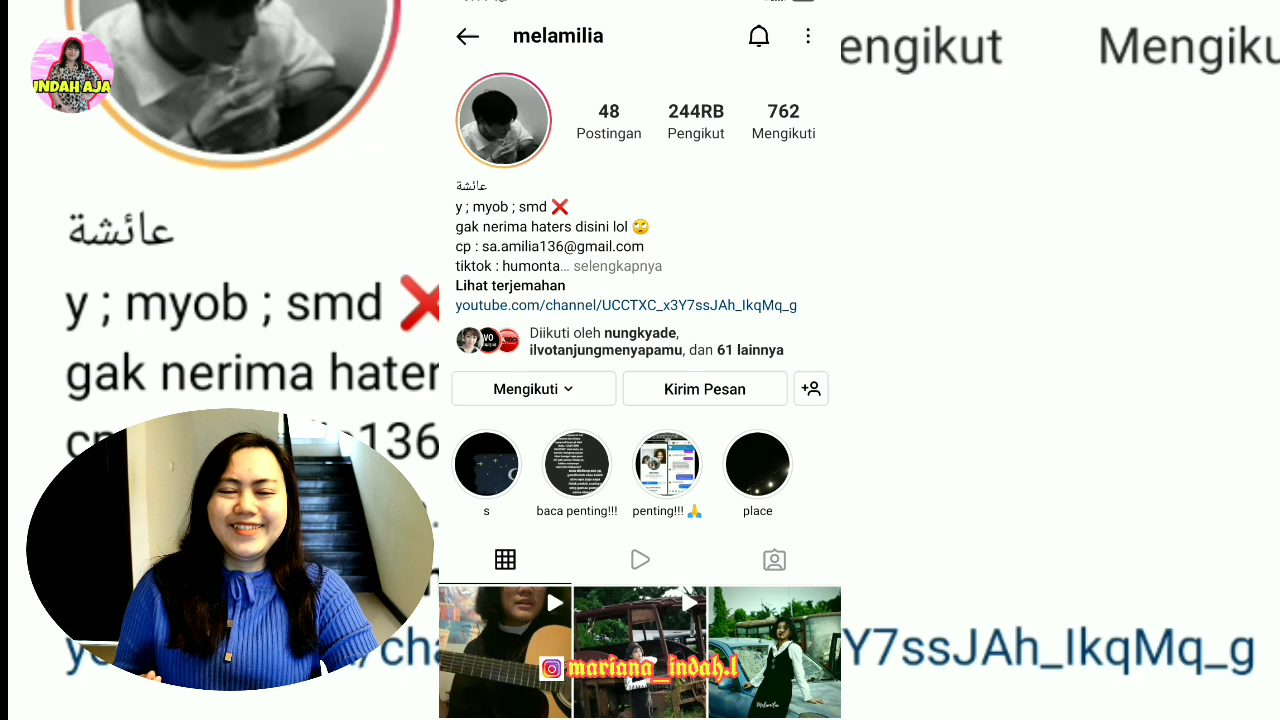 INDAH AJA
عائشة
y ; myob ; smd ❌
gak nerima hater
136
Y7ssJAh_IkqMq_g
engikut
Mengiku
melamilia
48
Postingan
244RB
Pengikut
762
Mengikuti
عائشة
y ; myob ; smd ❌
gak nerima haters disini lol 🙄
cp : sa.amilia136@gmail.com
tiktok : humonta... selengkapnya
Lihat terjemahan
youtube.com/channel/UCCTXC_x3Y7ssJAh_IkqMq_g
Diikuti oleh nungkyade,
ilvotanjungmenyapamu, dan 61 lainnya
Mengikuti
Kirim Pesan
s
baca penting!!!
penting!!! 🙏
place
mariana_indah.l
Melamilia